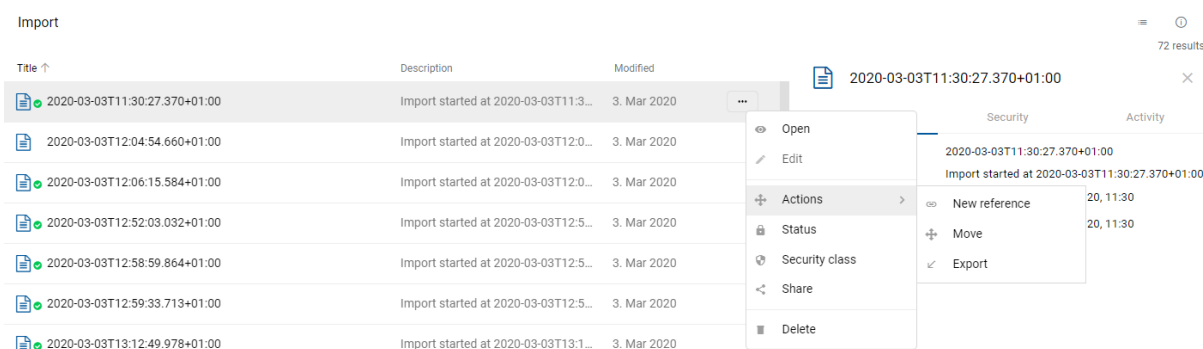 Import
72 results
Title ↑ Description Modified
2020-03-03T11:30:27.370+01:00 Import started at 2020-03-03T11:3... 3. Mar 2020
2020-03-03T12:04:54.660+01:00 Import started at 2020-03-03T12:0... 3. Mar 2020
2020-03-03T12:06:15.584+01:00 Import started at 2020-03-03T12:0... 3. Mar 2020
2020-03-03T12:52:03.032+01:00 Import started at 2020-03-03T12:5... 3. Mar 2020
2020-03-03T12:58:59.864+01:00 Import started at 2020-03-03T12:5... 3. Mar 2020
2020-03-03T12:59:33.713+01:00 Import started at 2020-03-03T12:5... 3. Mar 2020
2020-03-03T13:12:49.978+01:00 Import started at 2020-03-03T13:1... 3. Mar 2020
Open
Edit
Actions
Status
Security class
Share
Delete
New reference
Move
Export
2020-03-03T11:30:27.370+01:00
Security Activity
2020-03-03T11:30:27.370+01:00
Import started at 2020-03-03T11:30:27.370+01:00
20, 11:30
20, 11:30